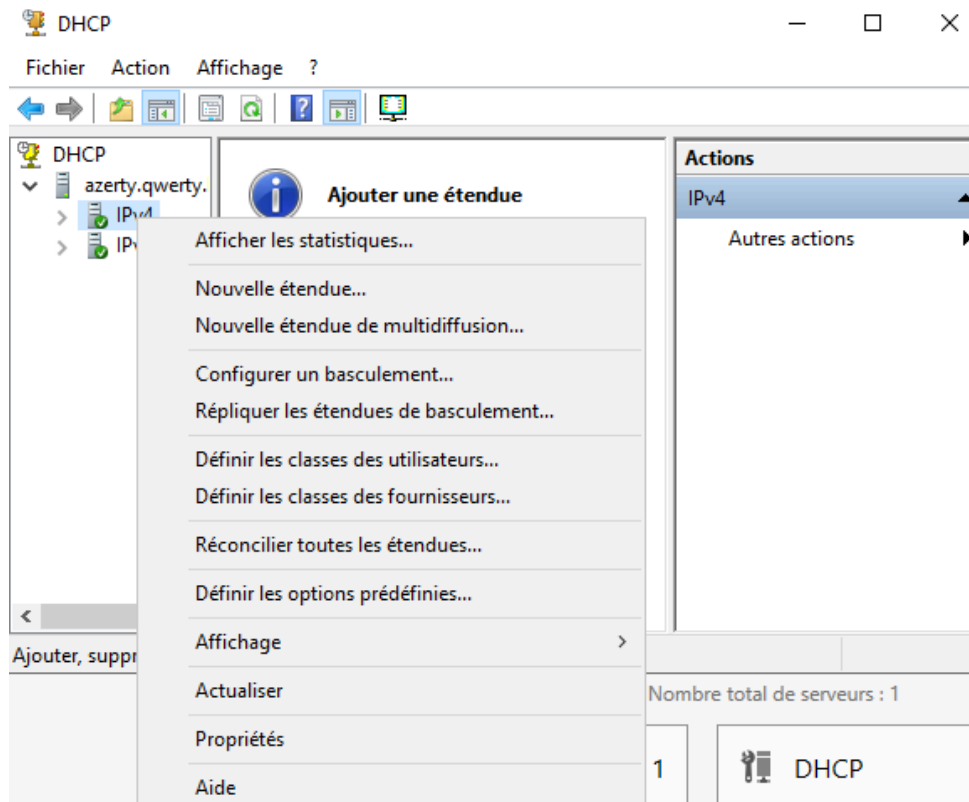 DHCP
Fichier Action Affichage ?
DHCP
azerty.qwerty.
IPv4
Ajouter une étendue
Actions
IPv4
Autres actions
Afficher les statistiques...
Nouvelle étendue...
Nouvelle étendue de multidiffusion...
Configurer un basculement...
Répliquer les étendues de basculement...
Définir les classes des utilisateurs...
Définir les classes des fournisseurs...
Réconcilier toutes les étendues...
Définir les options prédéfinies...
Affichage
Actualiser
Propriétés
Aide
Ajouter, suppr
Nombre total de serveurs : 1
1
DHCP